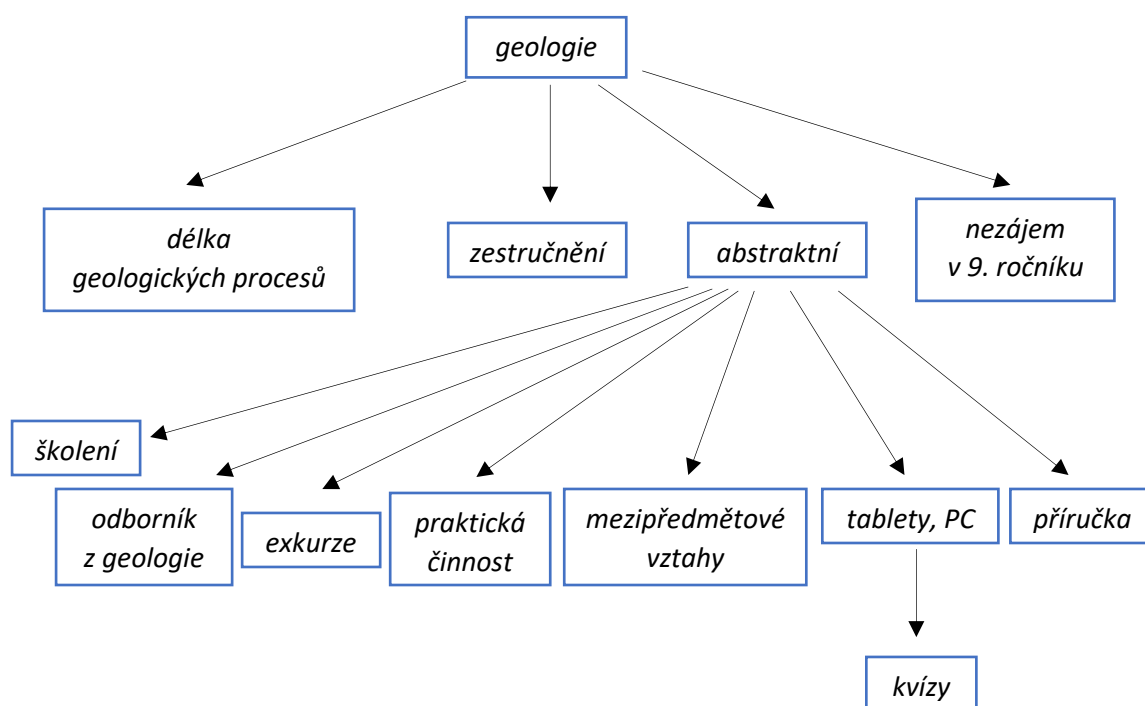 geologie
délka
geologických procesů
zestručnění
abstraktní
nezájem
v 9. ročníku
školení
odborník
z geologie
exkurze
praktická
činnost
mezipředmětové
vztahy
tablety, PC
příručka
kvízy